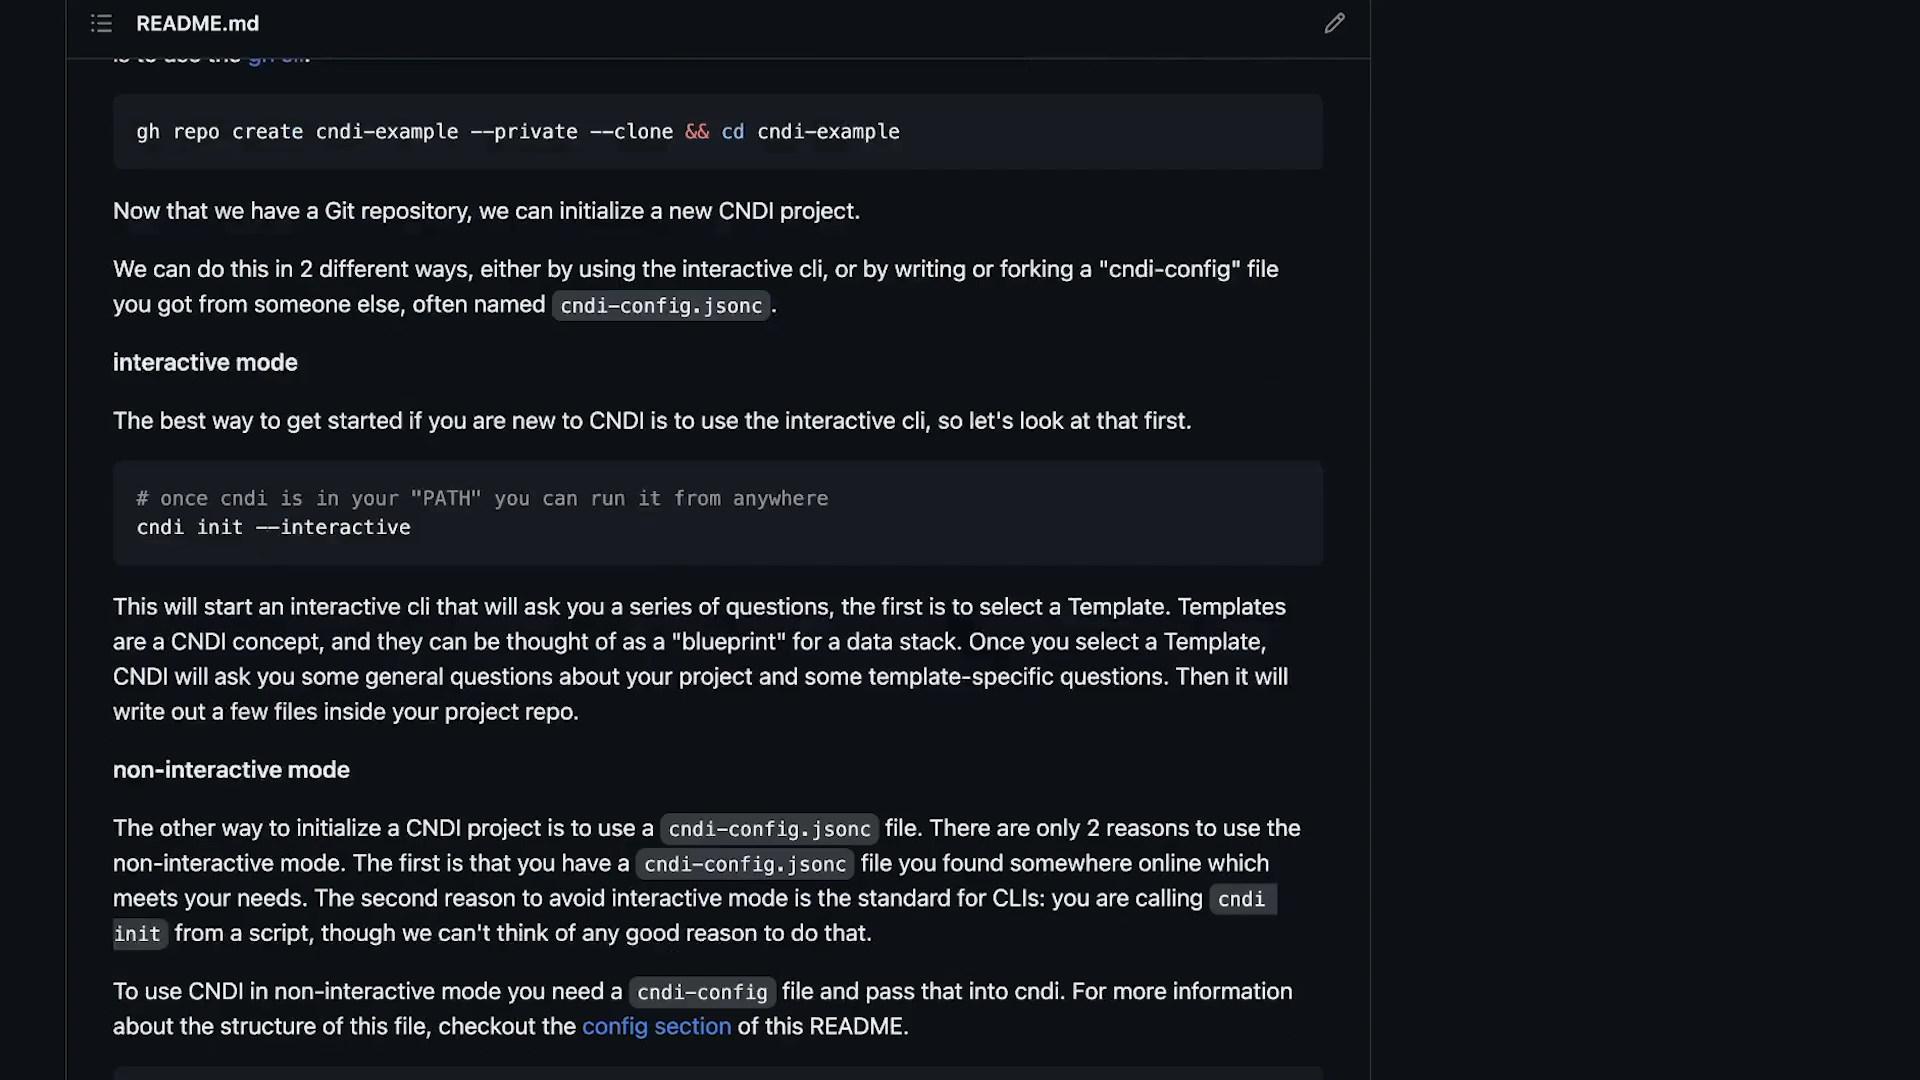 README.md
is to use the gh cli.
gh repo create cndi-example --private --clone && cd cndi-example
Now that we have a Git repository, we can initialize a new CNDI project.
We can do this in 2 different ways, either by using the interactive cli, or by writing or forking a "cndi-config" file
you got from someone else, often named cndi-config.jsonc.
interactive mode
The best way to get started if you are new to CNDI is to use the interactive cli, so let's look at that first.
# once cndi is in your "PATH" you can run it from anywhere
cndi init --interactive
This will start an interactive cli that will ask you a series of questions, the first is to select a Template. Templates
are a CNDI concept, and they can be thought of as a "blueprint" for a data stack. Once you select a Template,
CNDI will ask you some general questions about your project and some template-specific questions. Then it will
write out a few files inside your project repo.
non-interactive mode
The other way to initialize a CNDI project is to use a cndi-config.jsonc file. There are only 2 reasons to use the
non-interactive mode. The first is that you have a cndi-config.jsonc file you found somewhere online which
meets your needs. The second reason to avoid interactive mode is the standard for CLIs: you are calling cndi
init from a script, though we can't think of any good reason to do that.
To use CNDI in non-interactive mode you need a cndi-config file and pass that into cndi. For more information
about the structure of this file, checkout the config section of this README.